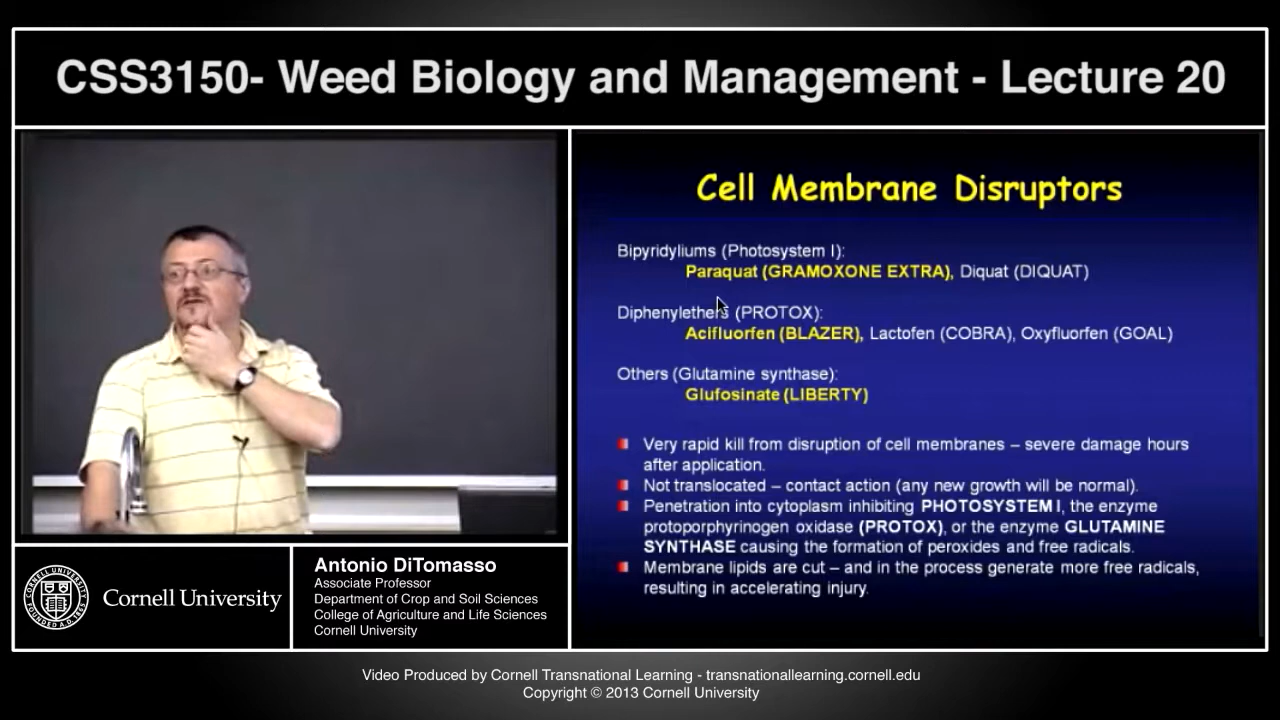 CSS3150- Weed Biology and Management - Lecture 20
Cell Membrane Disruptors
Bipyridyliums (Photosystem I):
Paraquat (GRAMOXONE EXTRA), Diquat (DIQUAT)
Diphenylethers (PROTOX):
Acifluorfen (BLAZER), Lactofen (COBRA), Oxyfluorfen (GOAL)
Others (Glutamine synthase):
Glufosinate (LIBERTY)
Very rapid kill from disruption of cell membranes – severe damage hours
after application.
Not translocated – contact action (any new growth will be normal).
Penetration into cytoplasm inhibiting PHOTOSYSTEM I, the enzyme
protoporphyrinogen oxidase (PROTOX), or the enzyme GLUTAMINE
SYNTHASE causing the formation of peroxides and free radicals.
Membrane lipids are cut – and in the process generate more free radicals,
resulting in accelerating injury.
Cornell University
Antonio DiTomasso
Associate Professor
Department of Crop and Soil Sciences
College of Agriculture and Life Sciences
Cornell University
Video Produced by Cornell Transnational Learning - transnationallearning.cornell.edu
Copyright © 2013 Cornell University